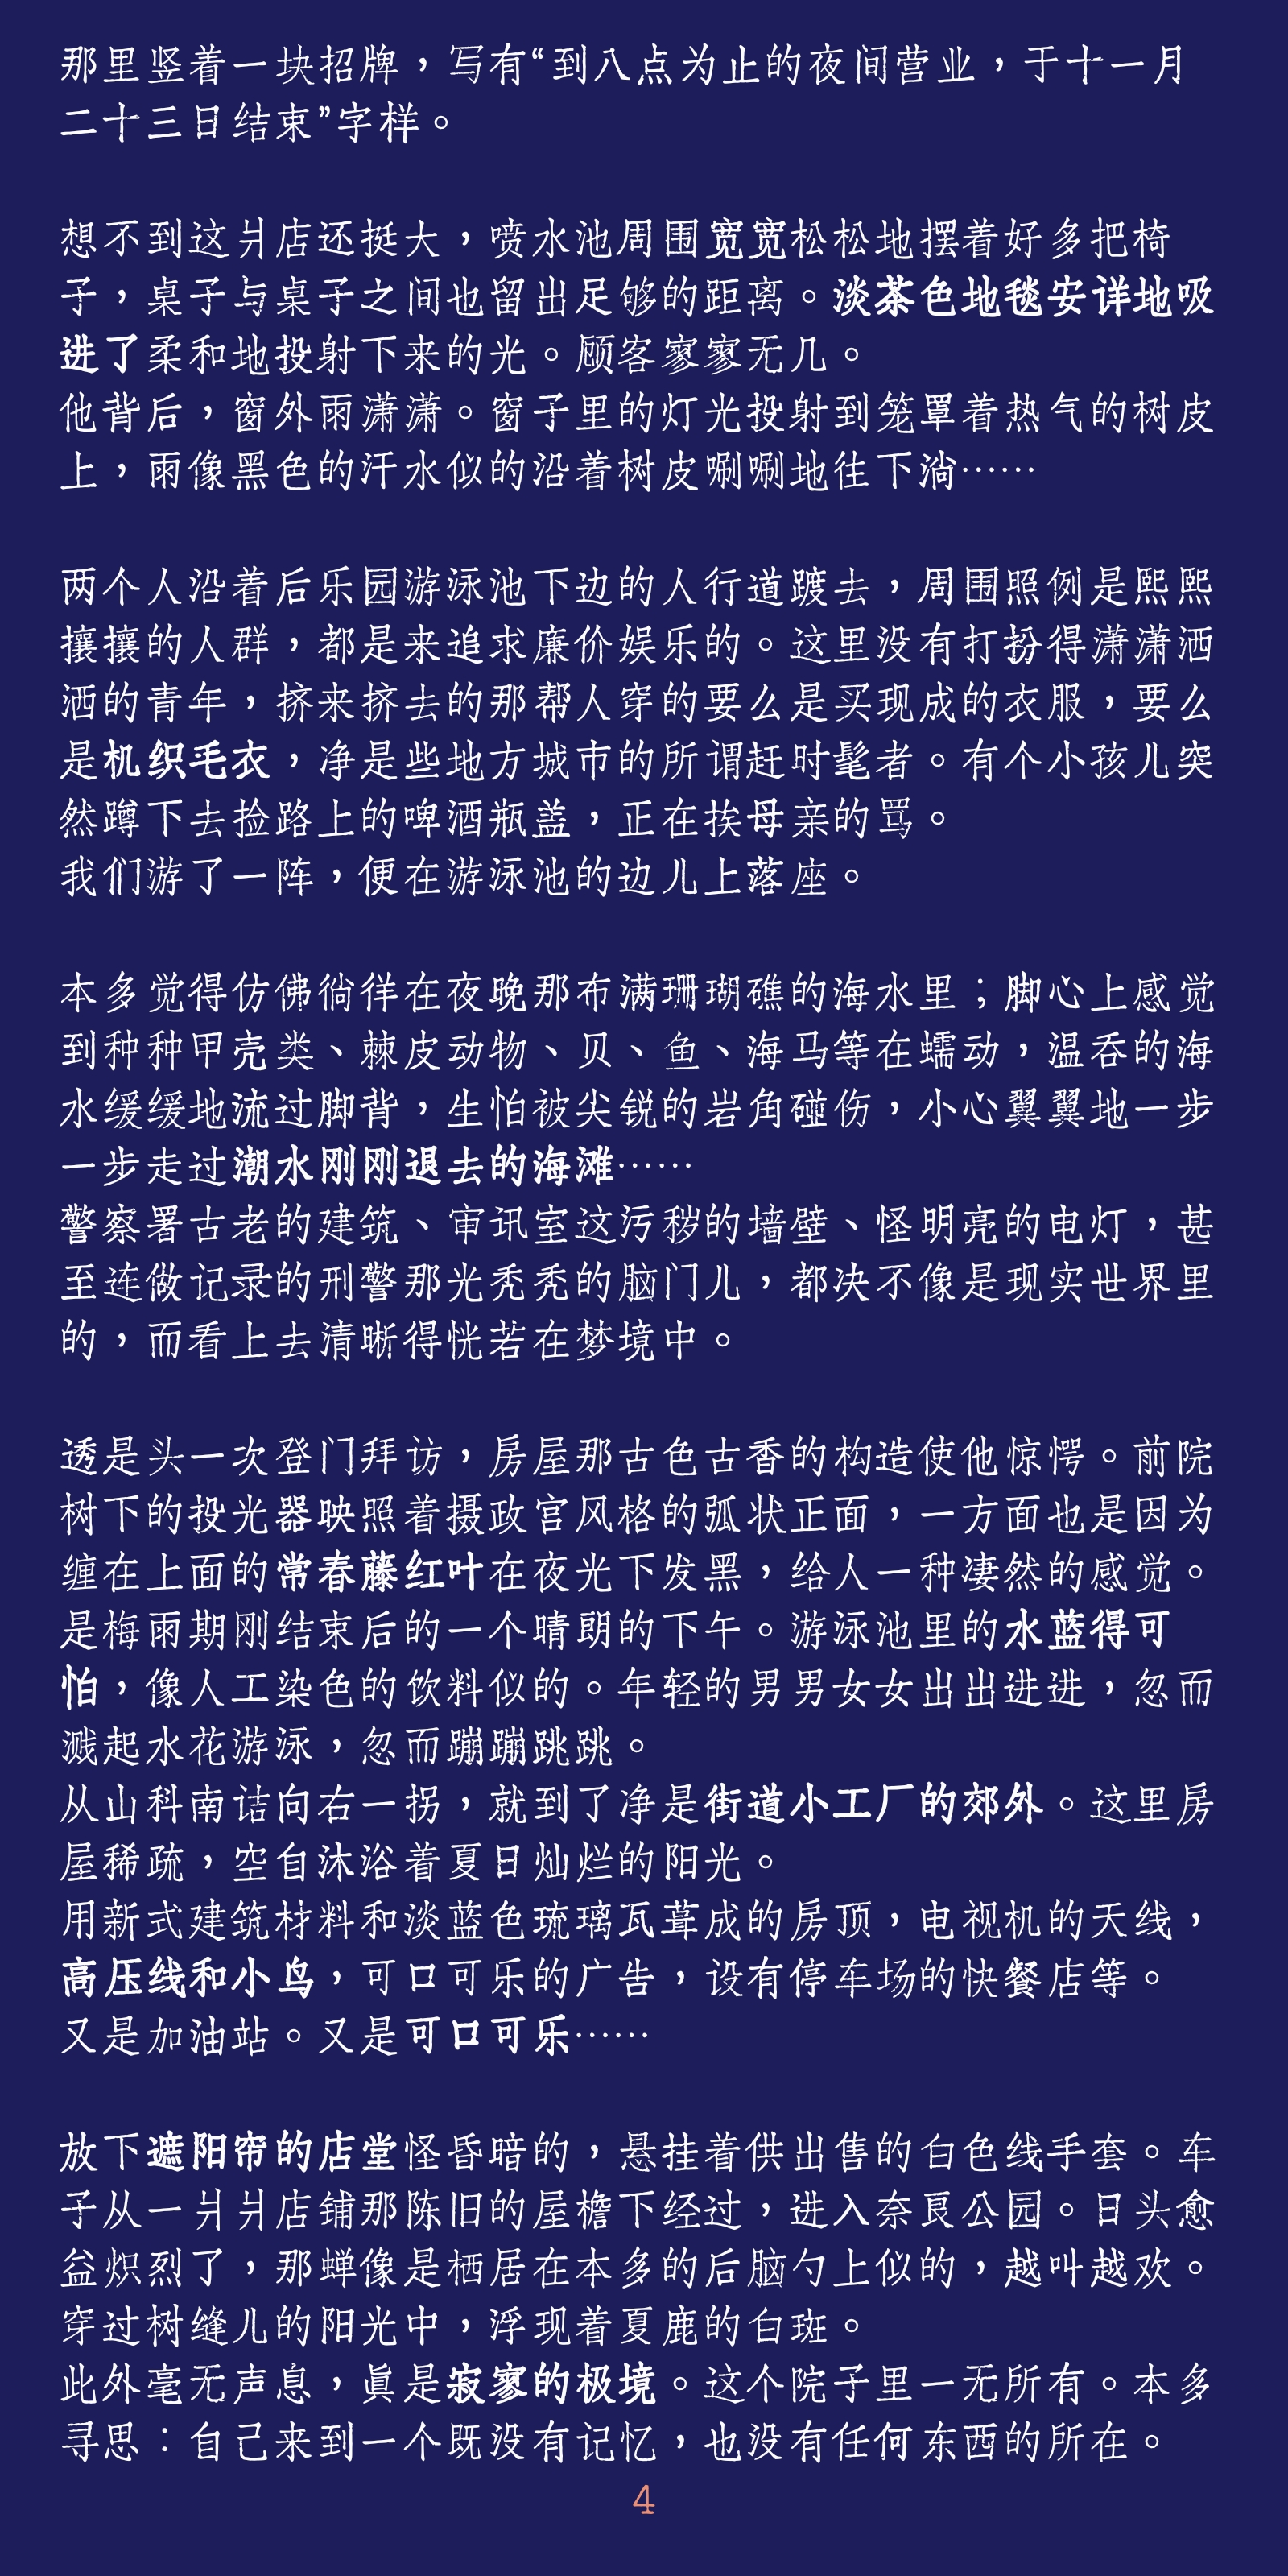 那里竖着一块招牌，写有“到八点为止的夜间营业，于十一月
二十三日结束”字样。
想不到这爿店还挺大，喷水池周围宽宽松松地摆着好多把椅
子，桌子与桌子之间也留出足够的距离。淡茶色地毯安详地吸
进了柔和地投射下来的光。顾客寥寥无几。
他背后，窗外雨潇潇。窗子里的灯光投射到笼罩着热气的树皮
上，雨像黑色的汗水似的沿着树皮唰唰地往下淌……
两个人沿着后乐园游泳池下边的人行道踱去，周围照例是熙熙
攘攘的人群，都是来追求廉价娱乐的。这里没有打扮得潇潇洒
洒的青年，挤来挤去的那帮人穿的要么是买现成的衣服，要么
是机织毛衣，净是些地方城市的所谓赶时髦者。有个小孩儿突
然蹲下去捡路上的啤酒瓶盖，正在挨母亲的骂。
我们游了一阵，便在游泳池的边儿上落座。
本多觉得仿佛徜徉在夜晚那布满珊瑚礁的海水里；脚心上感觉
到种种甲壳类、棘皮动物、贝、鱼、海马等在蠕动，温吞的海
水缓缓地流过脚背，生怕被尖锐的岩角碰伤，小心翼翼地一步
一步走过潮水刚刚退去的海滩……
警察署古老的建筑、审讯室这污秽的墙壁、怪明亮的电灯，甚
至连做记录的刑警那光秃秃的脑门儿，都决不像是现实世界里
的，而看上去清晰得恍若在梦境中。
透是头一次登门拜访，房屋那古色古香的构造使他惊愕。前院
树下的投光器映照着摄政宫风格的弧状正面，一方面也是因为
缠在上面的常春藤红叶在夜光下发黑，给人一种凄然的感觉。
是梅雨期刚结束后的一个晴朗的下午。游泳池里的水蓝得可
怕，像人工染色的饮料似的。年轻的男男女女出出进进，忽而
溅起水花游泳，忽而蹦蹦跳跳。
从山科南诘向右一拐，就到了净是街道小工厂的郊外。这里房
屋稀疏，空自沐浴着夏日灿烂的阳光。
用新式建筑材料和淡蓝色琉璃瓦葺成的房顶，电视机的天线，
高压线和小鸟，可口可乐的广告，设有停车场的快餐店等。
又是加油站。又是可口可乐……
放下遮阳帘的店堂怪昏暗的，悬挂着供出售的白色线手套。车
子从一爿爿店铺那陈旧的屋檐下经过，进入奈良公园。日头愈
益炽烈了，那蝉像是栖居在本多的后脑勺上似的，越叫越欢。
穿过树缝儿的阳光中，浮现着夏鹿的白斑。
此外毫无声息，真是寂寥的极境。这个院子里一无所有。本多
寻思：自己来到一个既没有记忆，也没有任何东西的所在。
4